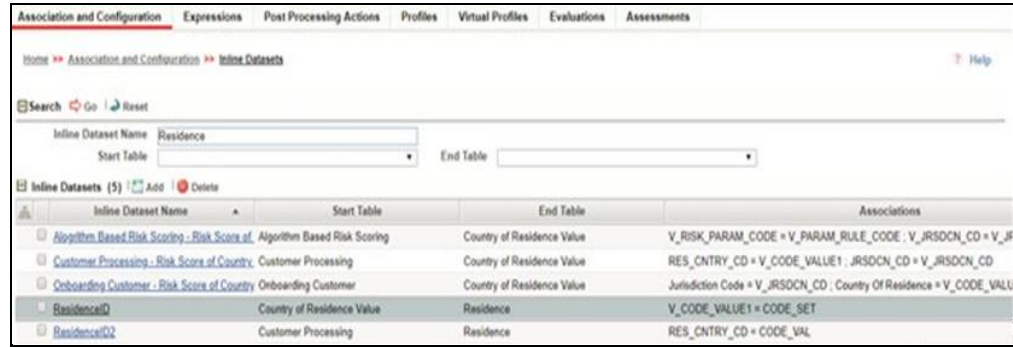 Association and Configuration Expressions Post Processing Actions Profiles Virtual Profiles Evaluations Assessments
Home >> Association and Configuration >> Inline Datasets ? Help
Search Go Reset
Inline Dataset Name Residence
Start Table End Table
Inline Datasets (5) Add Delete
Inline Dataset Name Start Table End Table Associations
Alogrithm Based Risk Scoring - Risk Score of Algorithm Based Risk Scoring Country of Residence Value V_RISK_PARAM_CODE = V_PARAM_RULE_CODE ; V_JRSDCN_CD = V_JR
Customer Processing - Risk Score of Country Customer Processing Country of Residence Value RES_CNTRY_CD = V_CODE_VALUE1 ; JRSDCN_CD = V_JRSDCN_CD
Onboarding Customer - Risk Score of Country Onboarding Customer Country of Residence Value Jurisdiction Code = V_JRSDCN_CD ; Country Of Residence = V_CODE_VALU
ResidenceID Country of Residence Value Residence V_CODE_VALUE1 = CODE_SET
ResidenceID2 Customer Processing Residence RES_CNTRY_CD = CODE_VAL